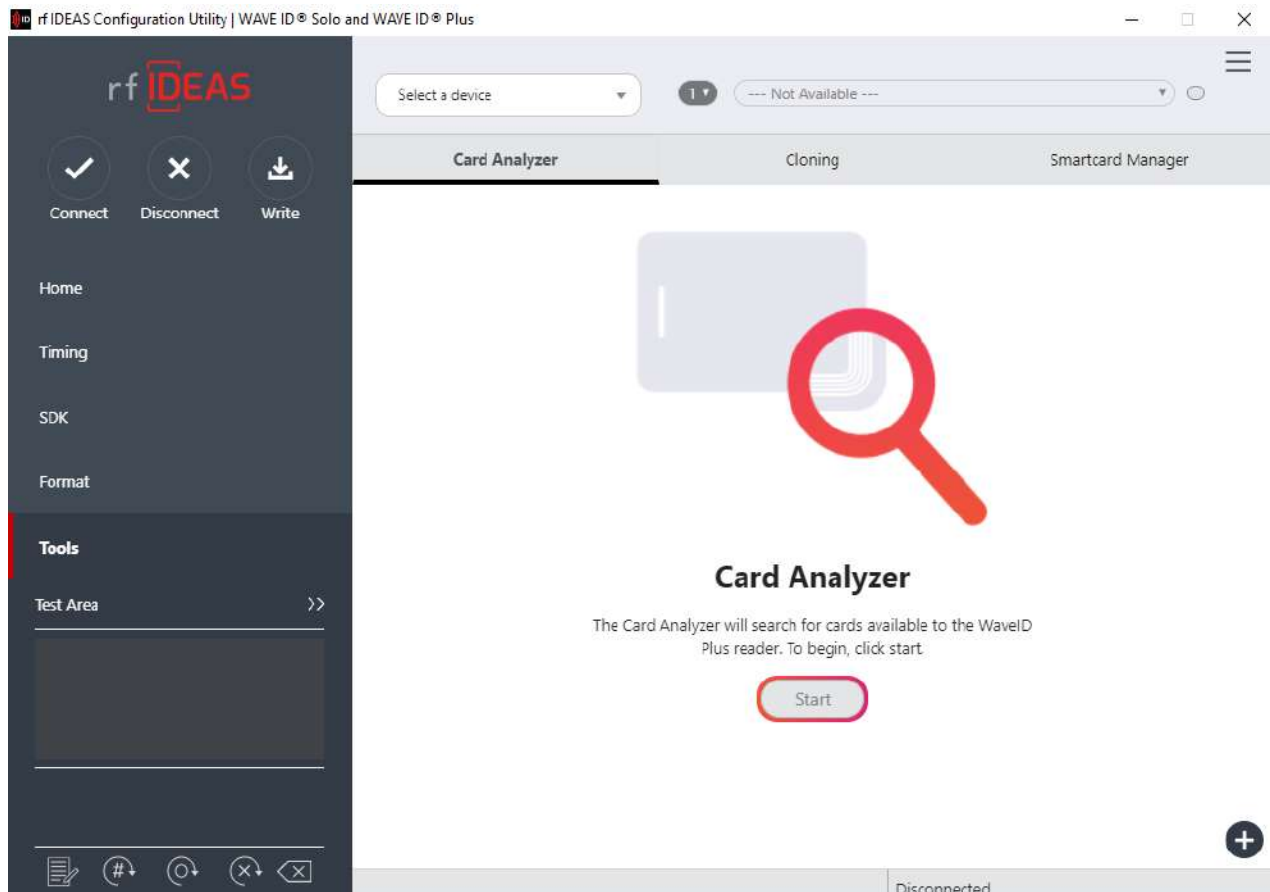 rf IDEAS Configuration Utility | WAVE ID® Solo and WAVE ID® Plus
rf IDEAS
Select a device
1
--- Not Available ---
Connect
Disconnect
Write
Card Analyzer
Cloning
Smartcard Manager
Home
Timing
SDK
Format
Tools
Test Area
>>
Card Analyzer
The Card Analyzer will search for cards available to the WaveID
Plus reader. To begin, click start
Start
Disconnected